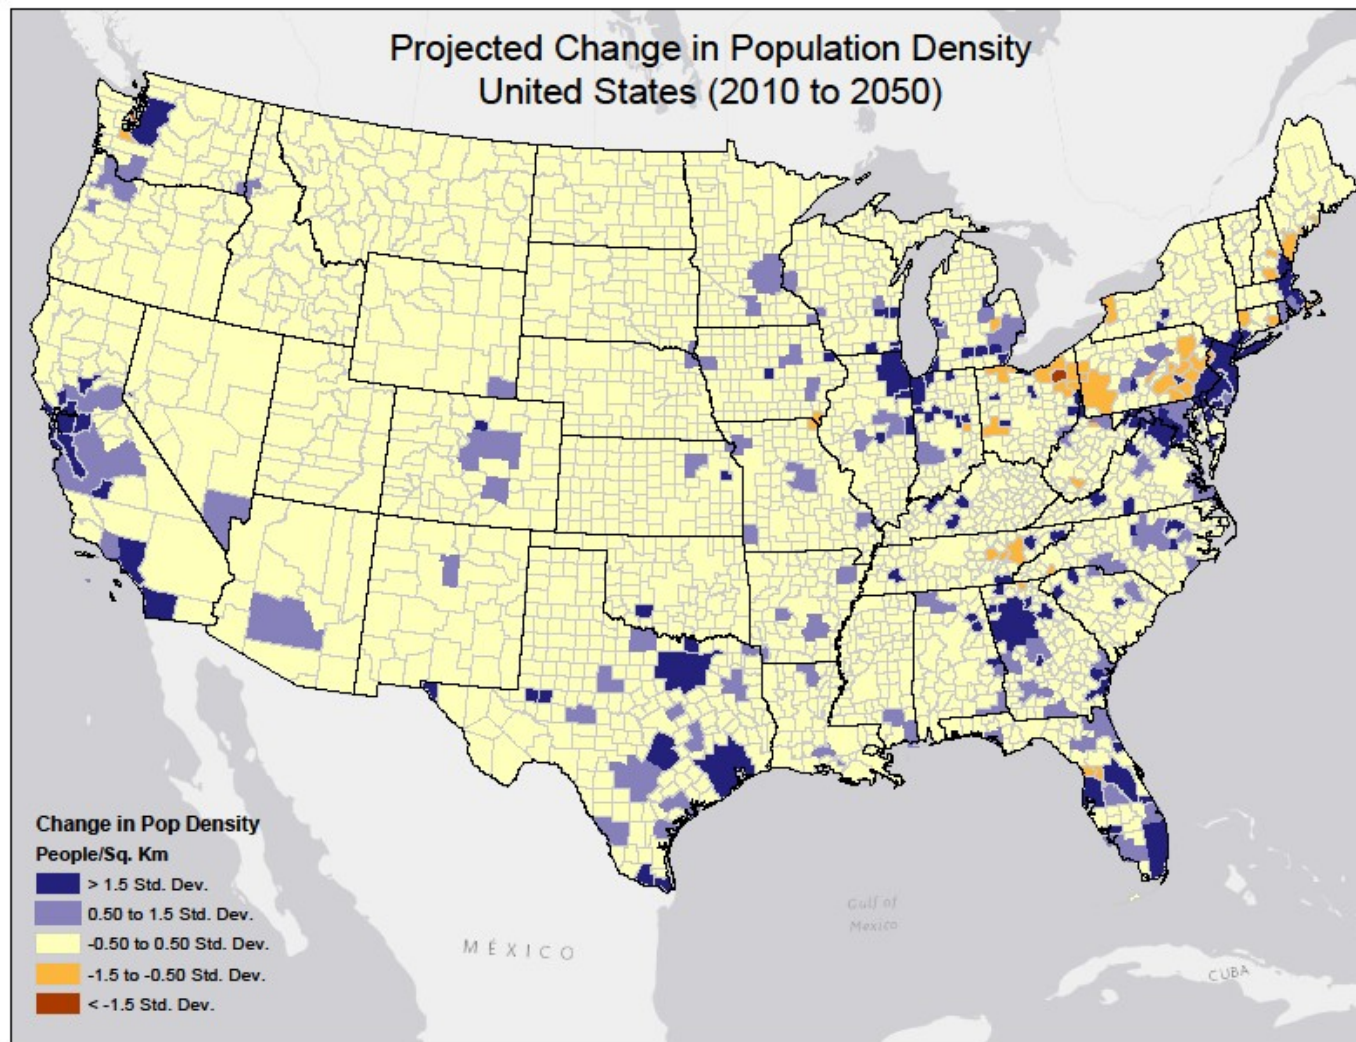 Projected Change in Population Density
United States (2010 to 2050)
Change in Pop Density
People/Sq. Km
> 1.5 Std. Dev.
0.50 to 1.5 Std. Dev.
-0.50 to 0.50 Std. Dev.
-1.5 to -0.50 Std. Dev.
< -1.5 Std. Dev.
Gulf of
Mexico
MÉXICO
CUBA